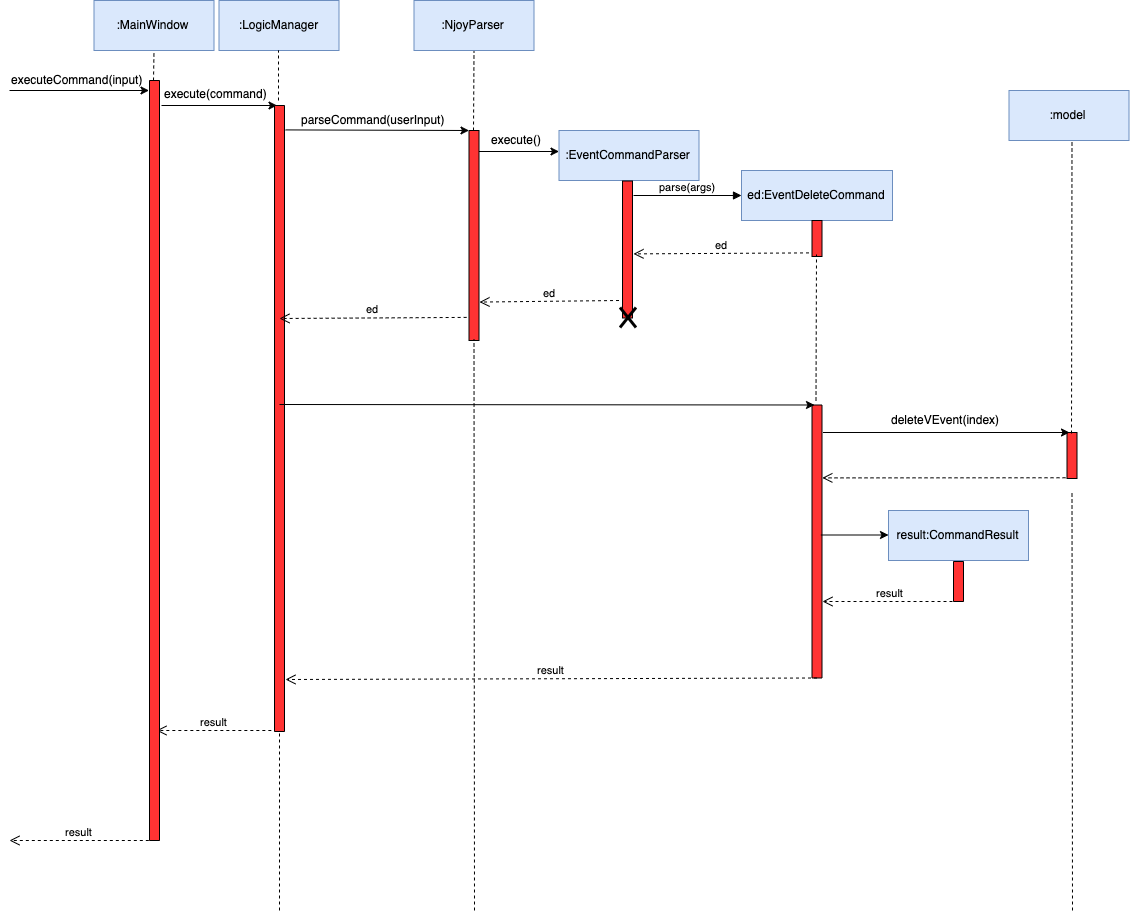 :MainWindow
:LogicManager
:NjoyParser
executeCommand(input)
execute(command)
:model
parseCommand(userInput)
execute()
:EventCommandParser
parse(args)
ed:EventDeleteCommand
ed
ed
ed
deleteVEvent(index)
result:CommandResult
result
result
result
result